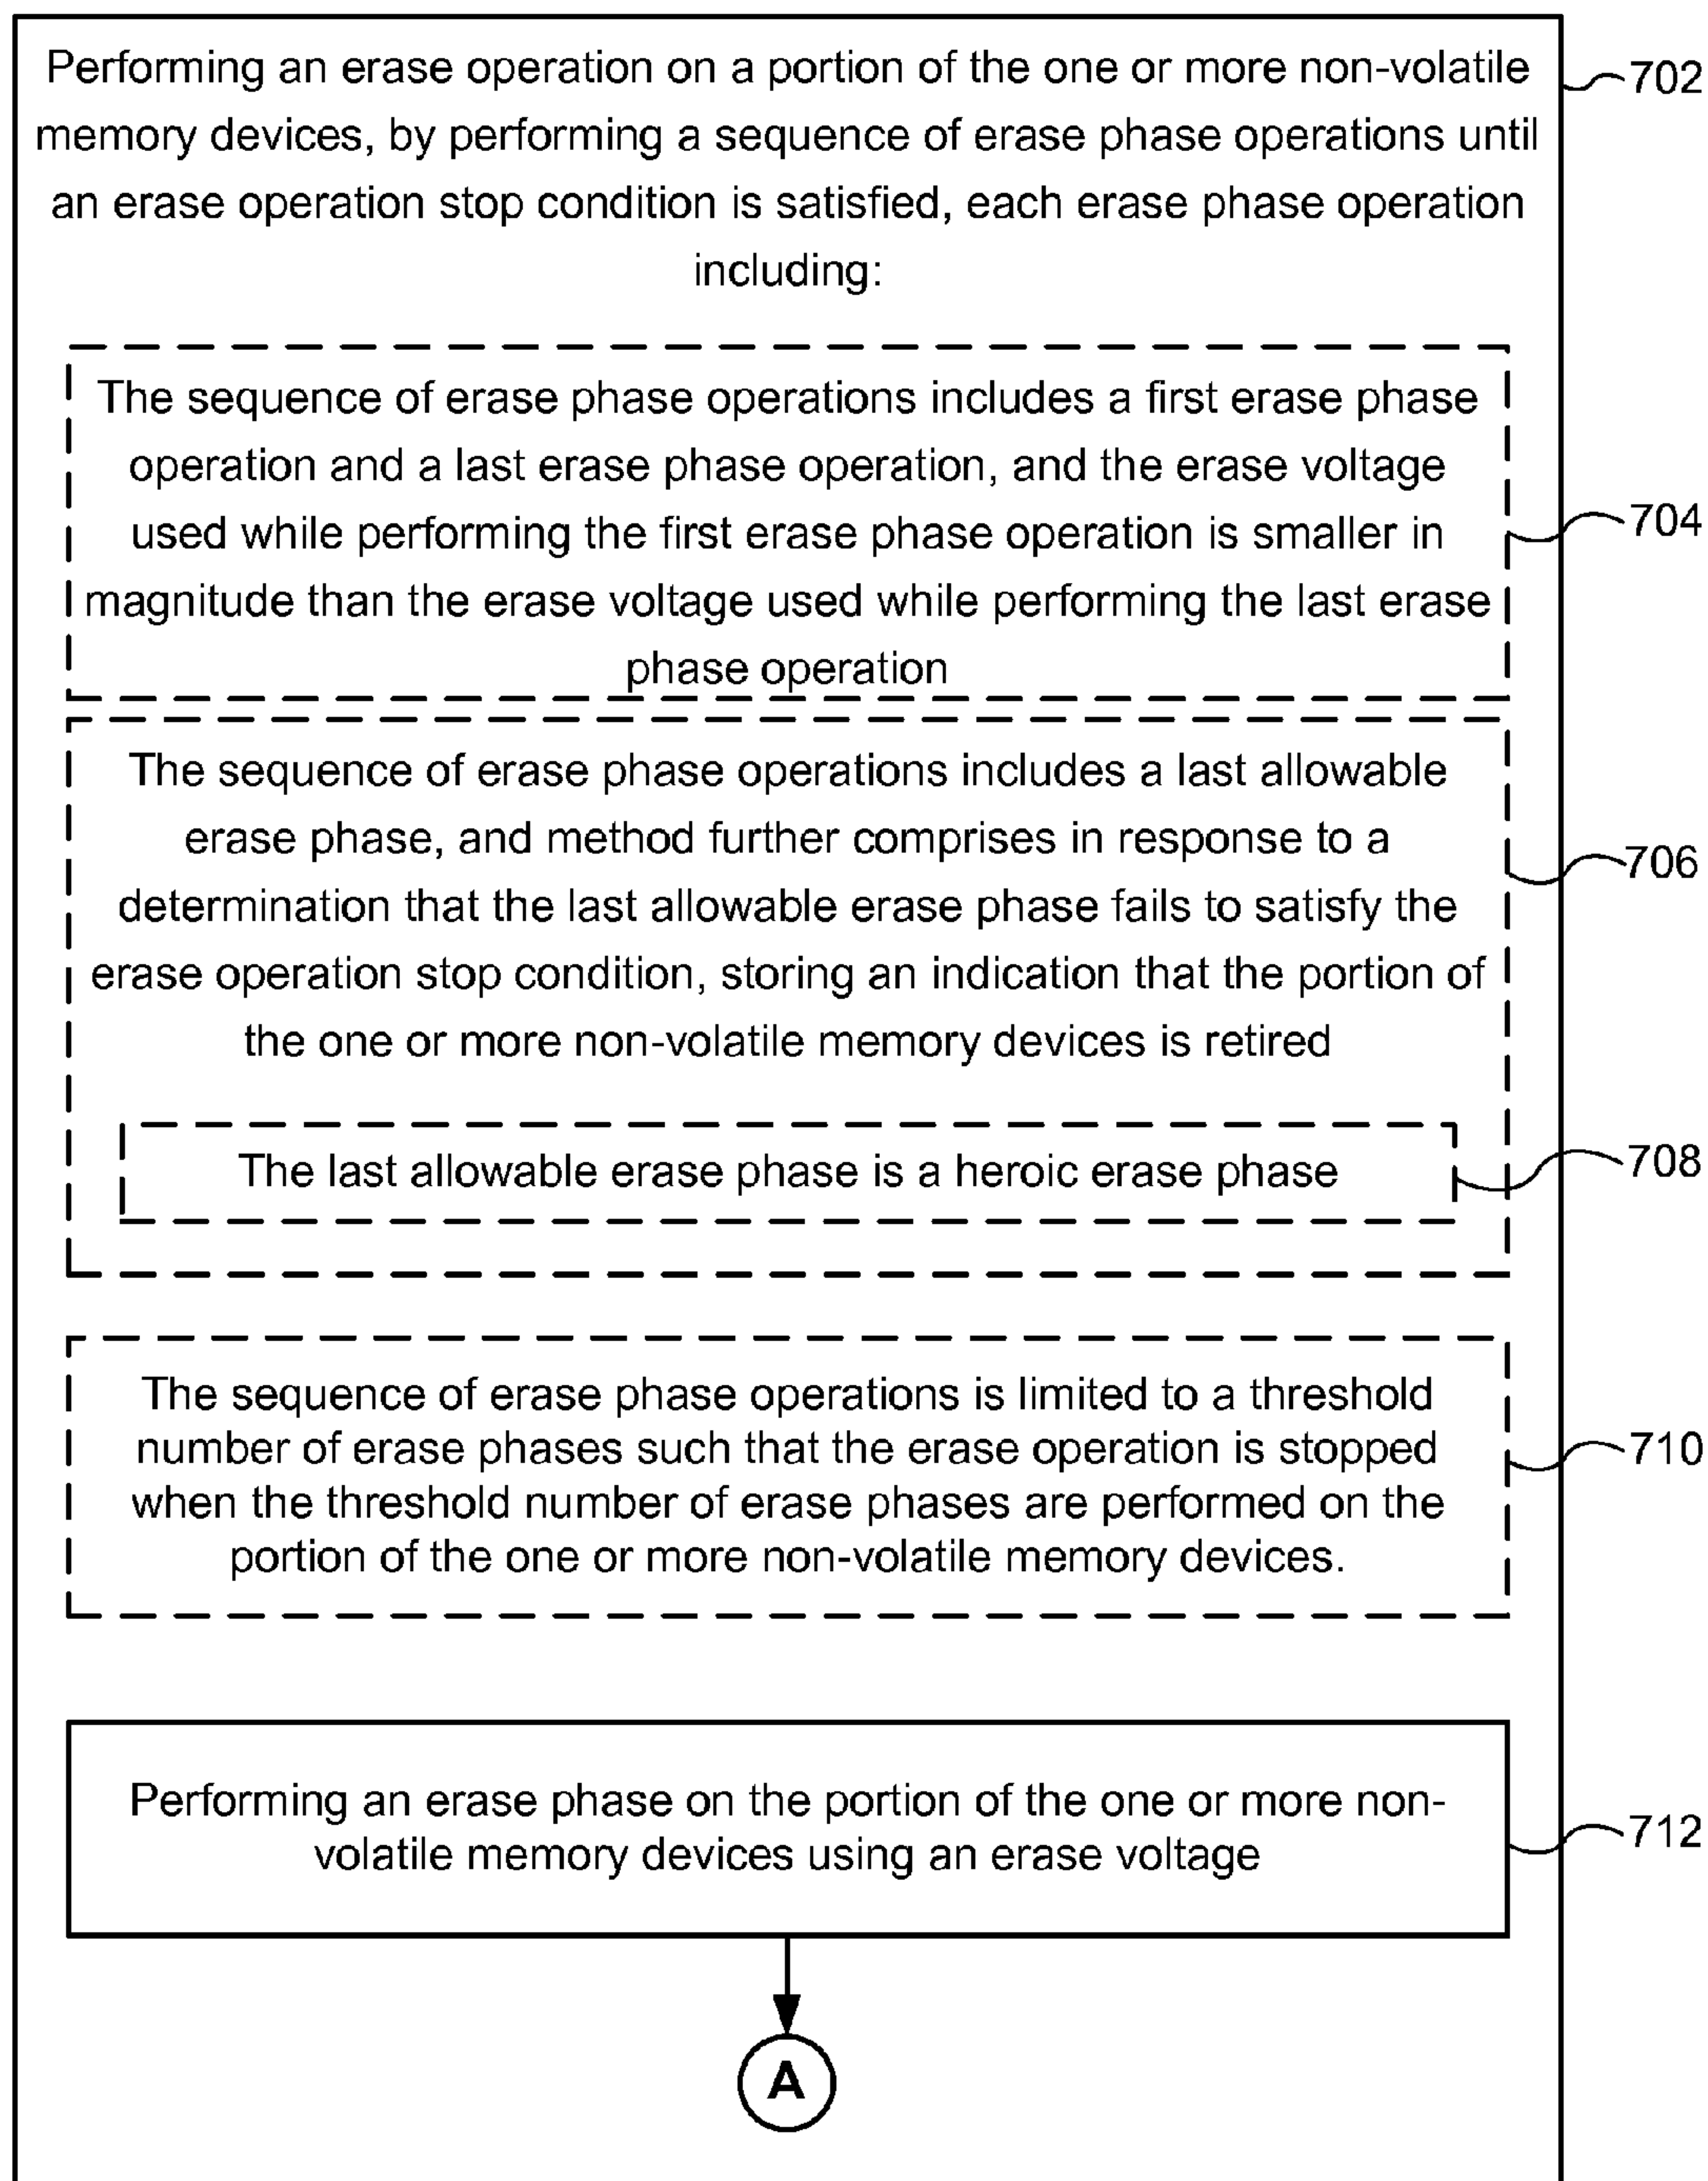 Performing an erase operation on a portion of the one or more non-volatile
memory devices, by performing a sequence of erase phase operations until
an erase operation stop condition is satisfied, each erase phase operation
including:
702
The sequence of erase phase operations includes a first erase phase
operation and a last erase phase operation, and the erase voltage
used while performing the first erase phase operation is smaller in
magnitude than the erase voltage used while performing the last erase
phase operation
704
The sequence of erase phase operations includes a last allowable
erase phase, and method further comprises in response to a
determination that the last allowable erase phase fails to satisfy the
erase operation stop condition, storing an indication that the portion of
the one or more non-volatile memory devices is retired
706
The last allowable erase phase is a heroic erase phase
708
The sequence of erase phase operations is limited to a threshold
number of erase phases such that the erase operation is stopped
when the threshold number of erase phases are performed on the
portion of the one or more non-volatile memory devices.
710
Performing an erase phase on the portion of the one or more non-
volatile memory devices using an erase voltage
712
A